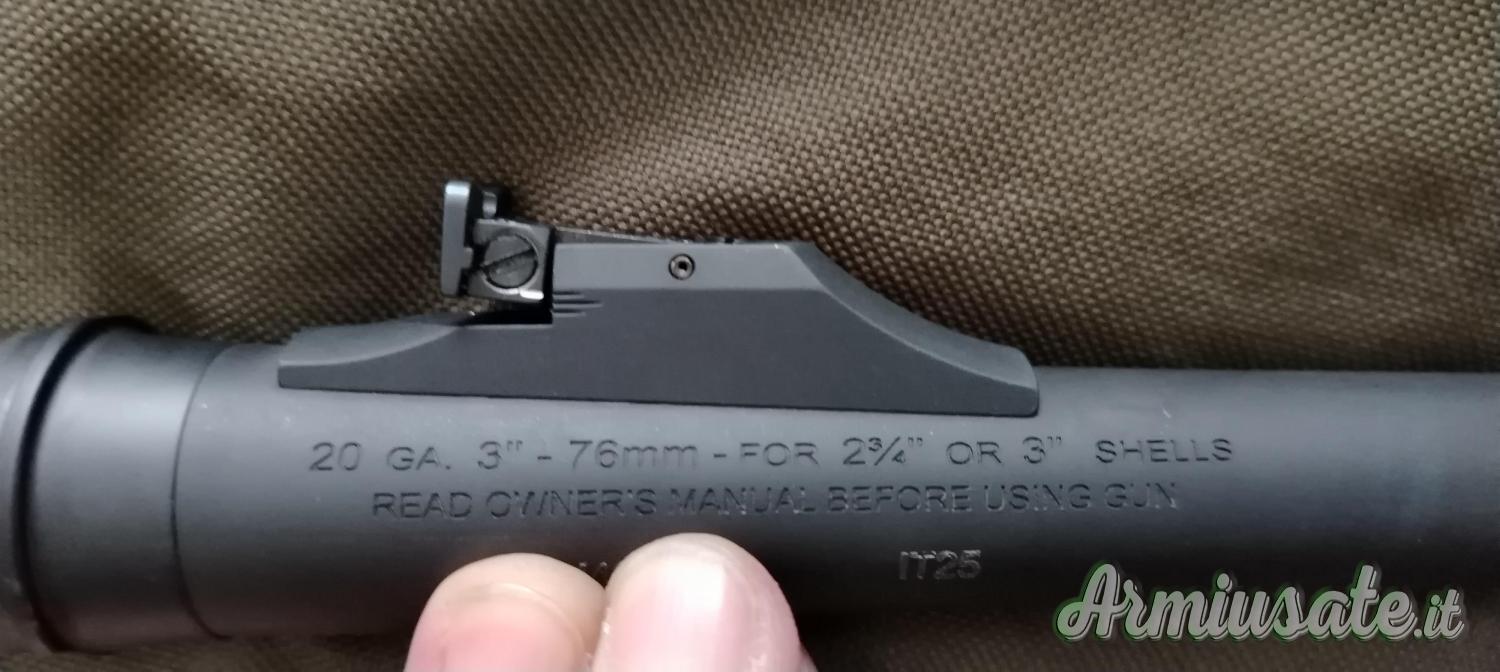 20 GA. 3" - 76mm - FOR 2¾" OR 3" SHELLS
READ OWNER'S MANUAL BEFORE USING GUN
IT25
Armiusate.it